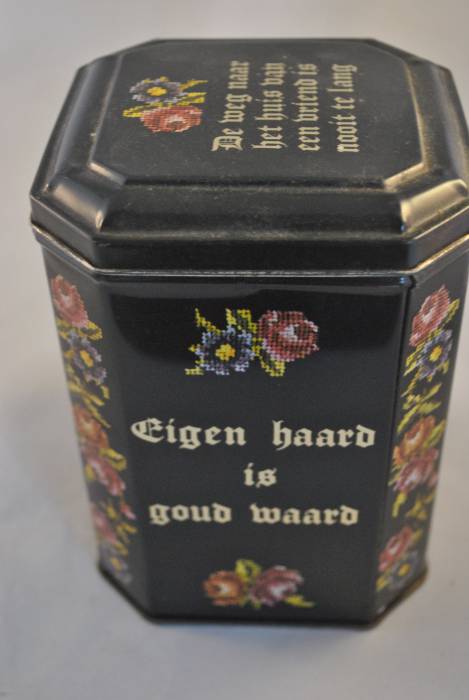 De weg naar
het huis van
een vriend is
nooit te lang
Eigen haard
is
goud waard